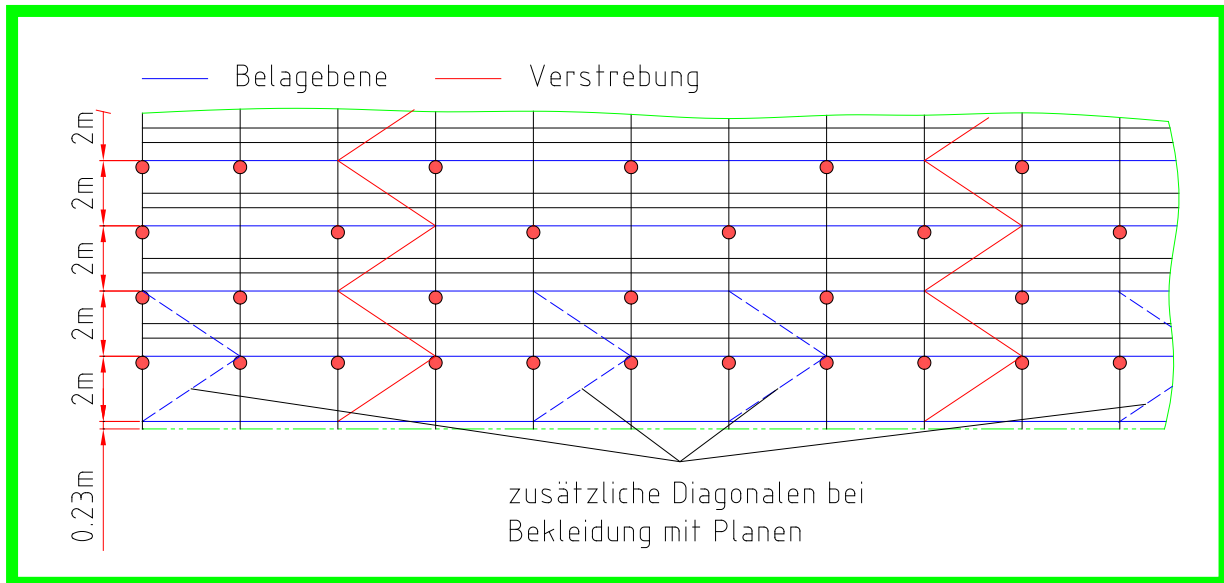 Belagebene
Verstrebung
2m
2m
2m
2m
2m
0.23m
zusätzliche Diagonalen bei
Bekleidung mit Planen